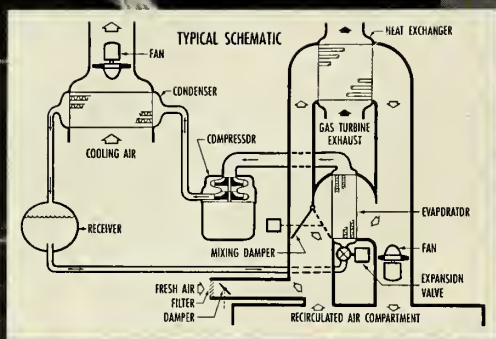 TYPICAL SCHEMATIC
HEAT EXCHANGER
FAN
CONDENSER
COMPRESSOR
GAS TURBINE
EXHAUST
COOLING AIR
EVAPORATOR
RECEIVER
MIXING DAMPER
FAN
EXPANSION
VALVE
FRESH AIR
FILTER
DAMPER
RECIRCULATED AIR COMPARTMENT